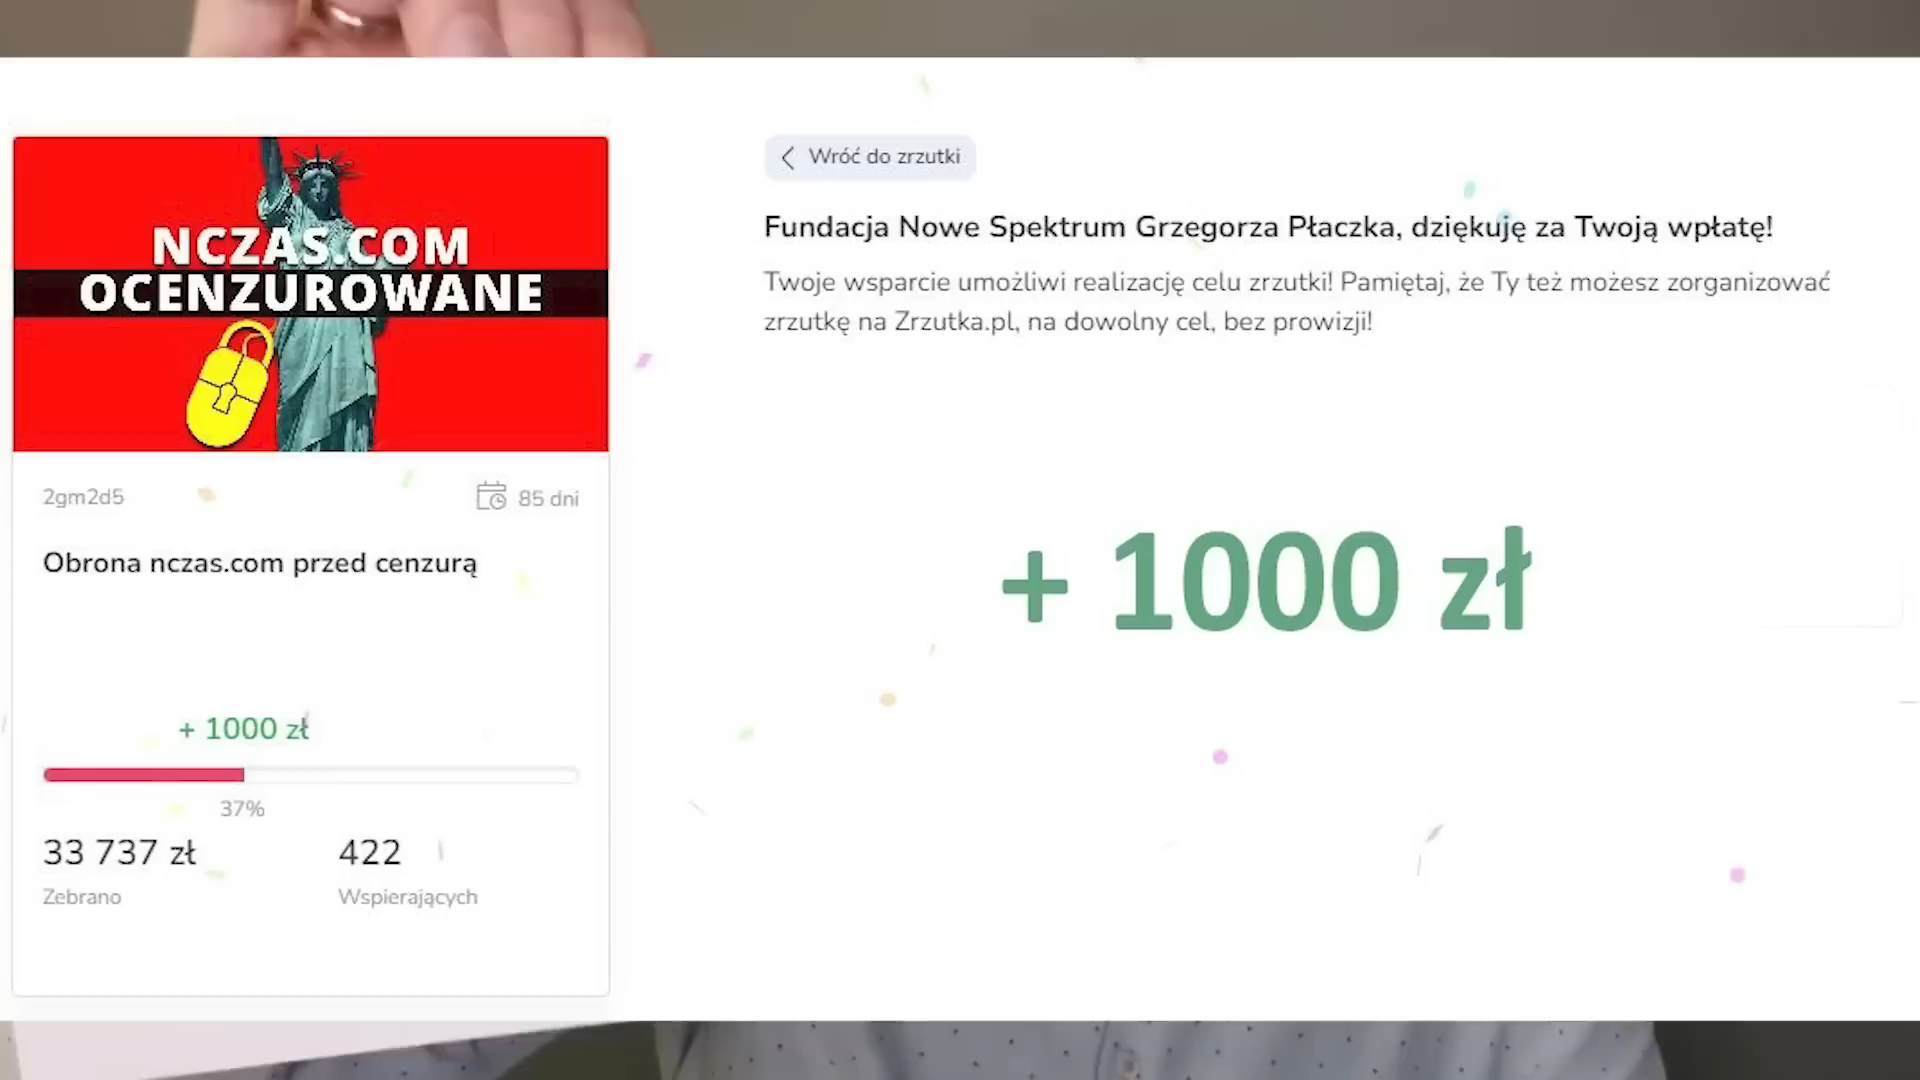 NCZAS.COM
OCENZUROWANE
2gm2d5
85 dni
Obrona nczas.com przed cenzurą
+ 1000 zł
37%
33 737 zł
422
Zebrano
Wspierających
Wróć do zrzutki
Fundacja Nowe Spektrum Grzegorza Płaczka, dziękuję za Twoją wpłatę!
Twoje wsparcie umożliwi realizację celu zrzutki! Pamiętaj, że Ty też możesz zorganizować
zrzutkę na Zrzutka.pl, na dowolny cel, bez prowizji!
+ 1000 zł